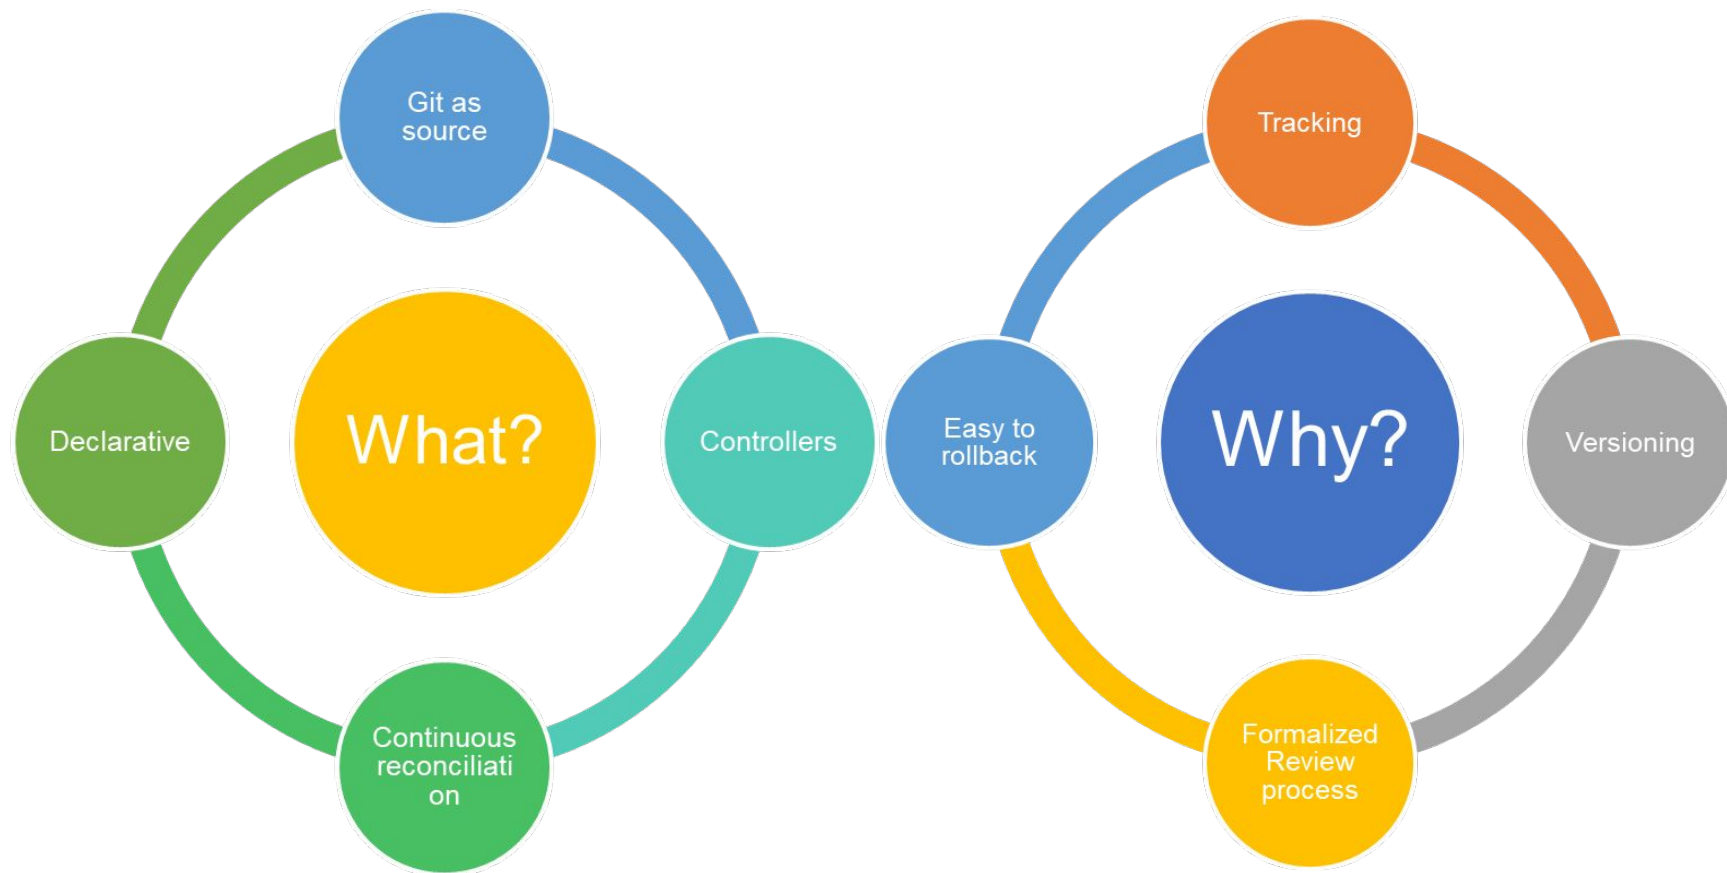 Git as
source
Declarative
What?
Controllers
Continuous
reconciliati
on
Tracking
Easy to
rollback
Why?
Versioning
Formalized
Review
process